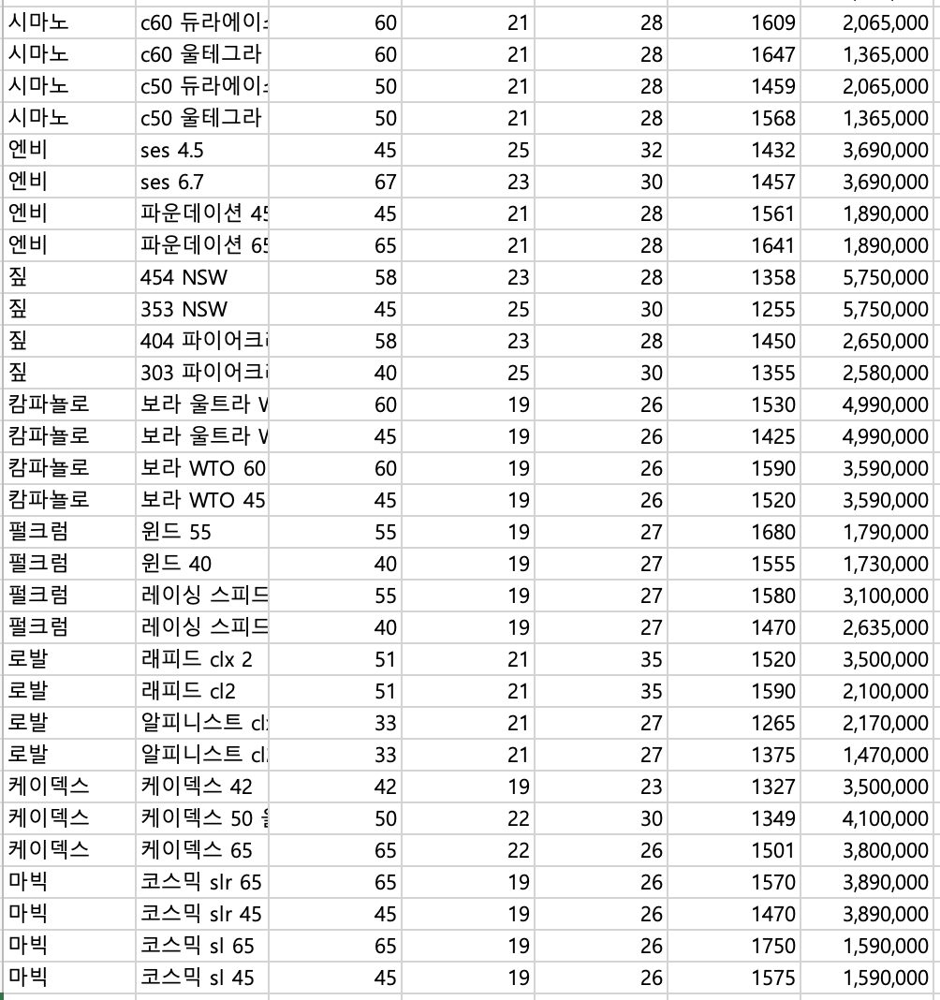 시마노 c60 듀라에이 60 21 28 1609 2,065,000
시마노 c60 울테그라 60 21 28 1647 1,365,000
시마노 c50 듀라에이 50 21 28 1459 2,065,000
시마노 c50 울테그라 50 21 28 1568 1,365,000
엔비 ses 4.5 45 25 32 1432 3,690,000
엔비 ses 6.7 67 23 30 1457 3,690,000
엔비 파운데이션 45 45 21 28 1561 1,890,000
엔비 파운데이션 65 65 21 28 1641 1,890,000
짚 454 NSW 58 23 28 1358 5,750,000
짚 353 NSW 45 25 30 1255 5,750,000
짚 404 파이어크 58 23 28 1450 2,650,000
짚 303 파이어크 40 25 30 1355 2,580,000
캄파뇰로 보라 울트라 60 19 26 1530 4,990,000
캄파뇰로 보라 울트라 45 19 26 1425 4,990,000
캄파뇰로 보라 WTO 60 60 19 26 1590 3,590,000
캄파뇰로 보라 WTO 45 45 19 26 1520 3,590,000
펄크럼 윈드 55 55 19 27 1680 1,790,000
펄크럼 윈드 40 40 19 27 1555 1,730,000
펄크럼 레이싱 스피드 55 19 27 1580 3,100,000
펄크럼 레이싱 스피드 40 19 27 1470 2,635,000
로발 래피드 clx 2 51 21 35 1520 3,500,000
로발 래피드 cl2 51 21 35 1590 2,100,000
로발 알피니스트 cl 33 21 27 1265 2,170,000
로발 알피니스트 cl 33 21 27 1375 1,470,000
케이덱스 케이덱스 42 42 19 23 1327 3,500,000
케이덱스 케이덱스 50 50 22 30 1349 4,100,000
케이덱스 케이덱스 65 65 22 26 1501 3,800,000
마빅 코스믹 slr 65 65 19 26 1570 3,890,000
마빅 코스믹 slr 45 45 19 26 1470 3,890,000
마빅 코스믹 sl 65 65 19 26 1750 1,590,000
마빅 코스믹 sl 45 45 19 26 1575 1,590,000